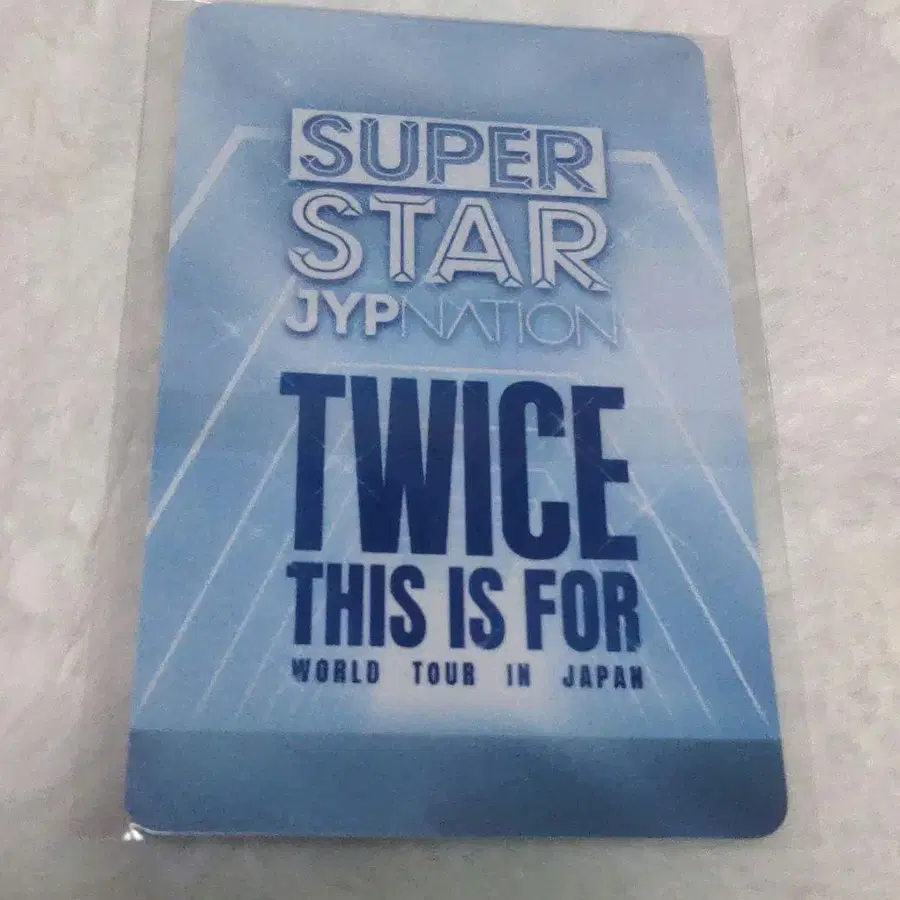 SUPER
STAR
JYPNATION
TWICE
THIS IS FOR
WORLD TOUR IN JAPAN